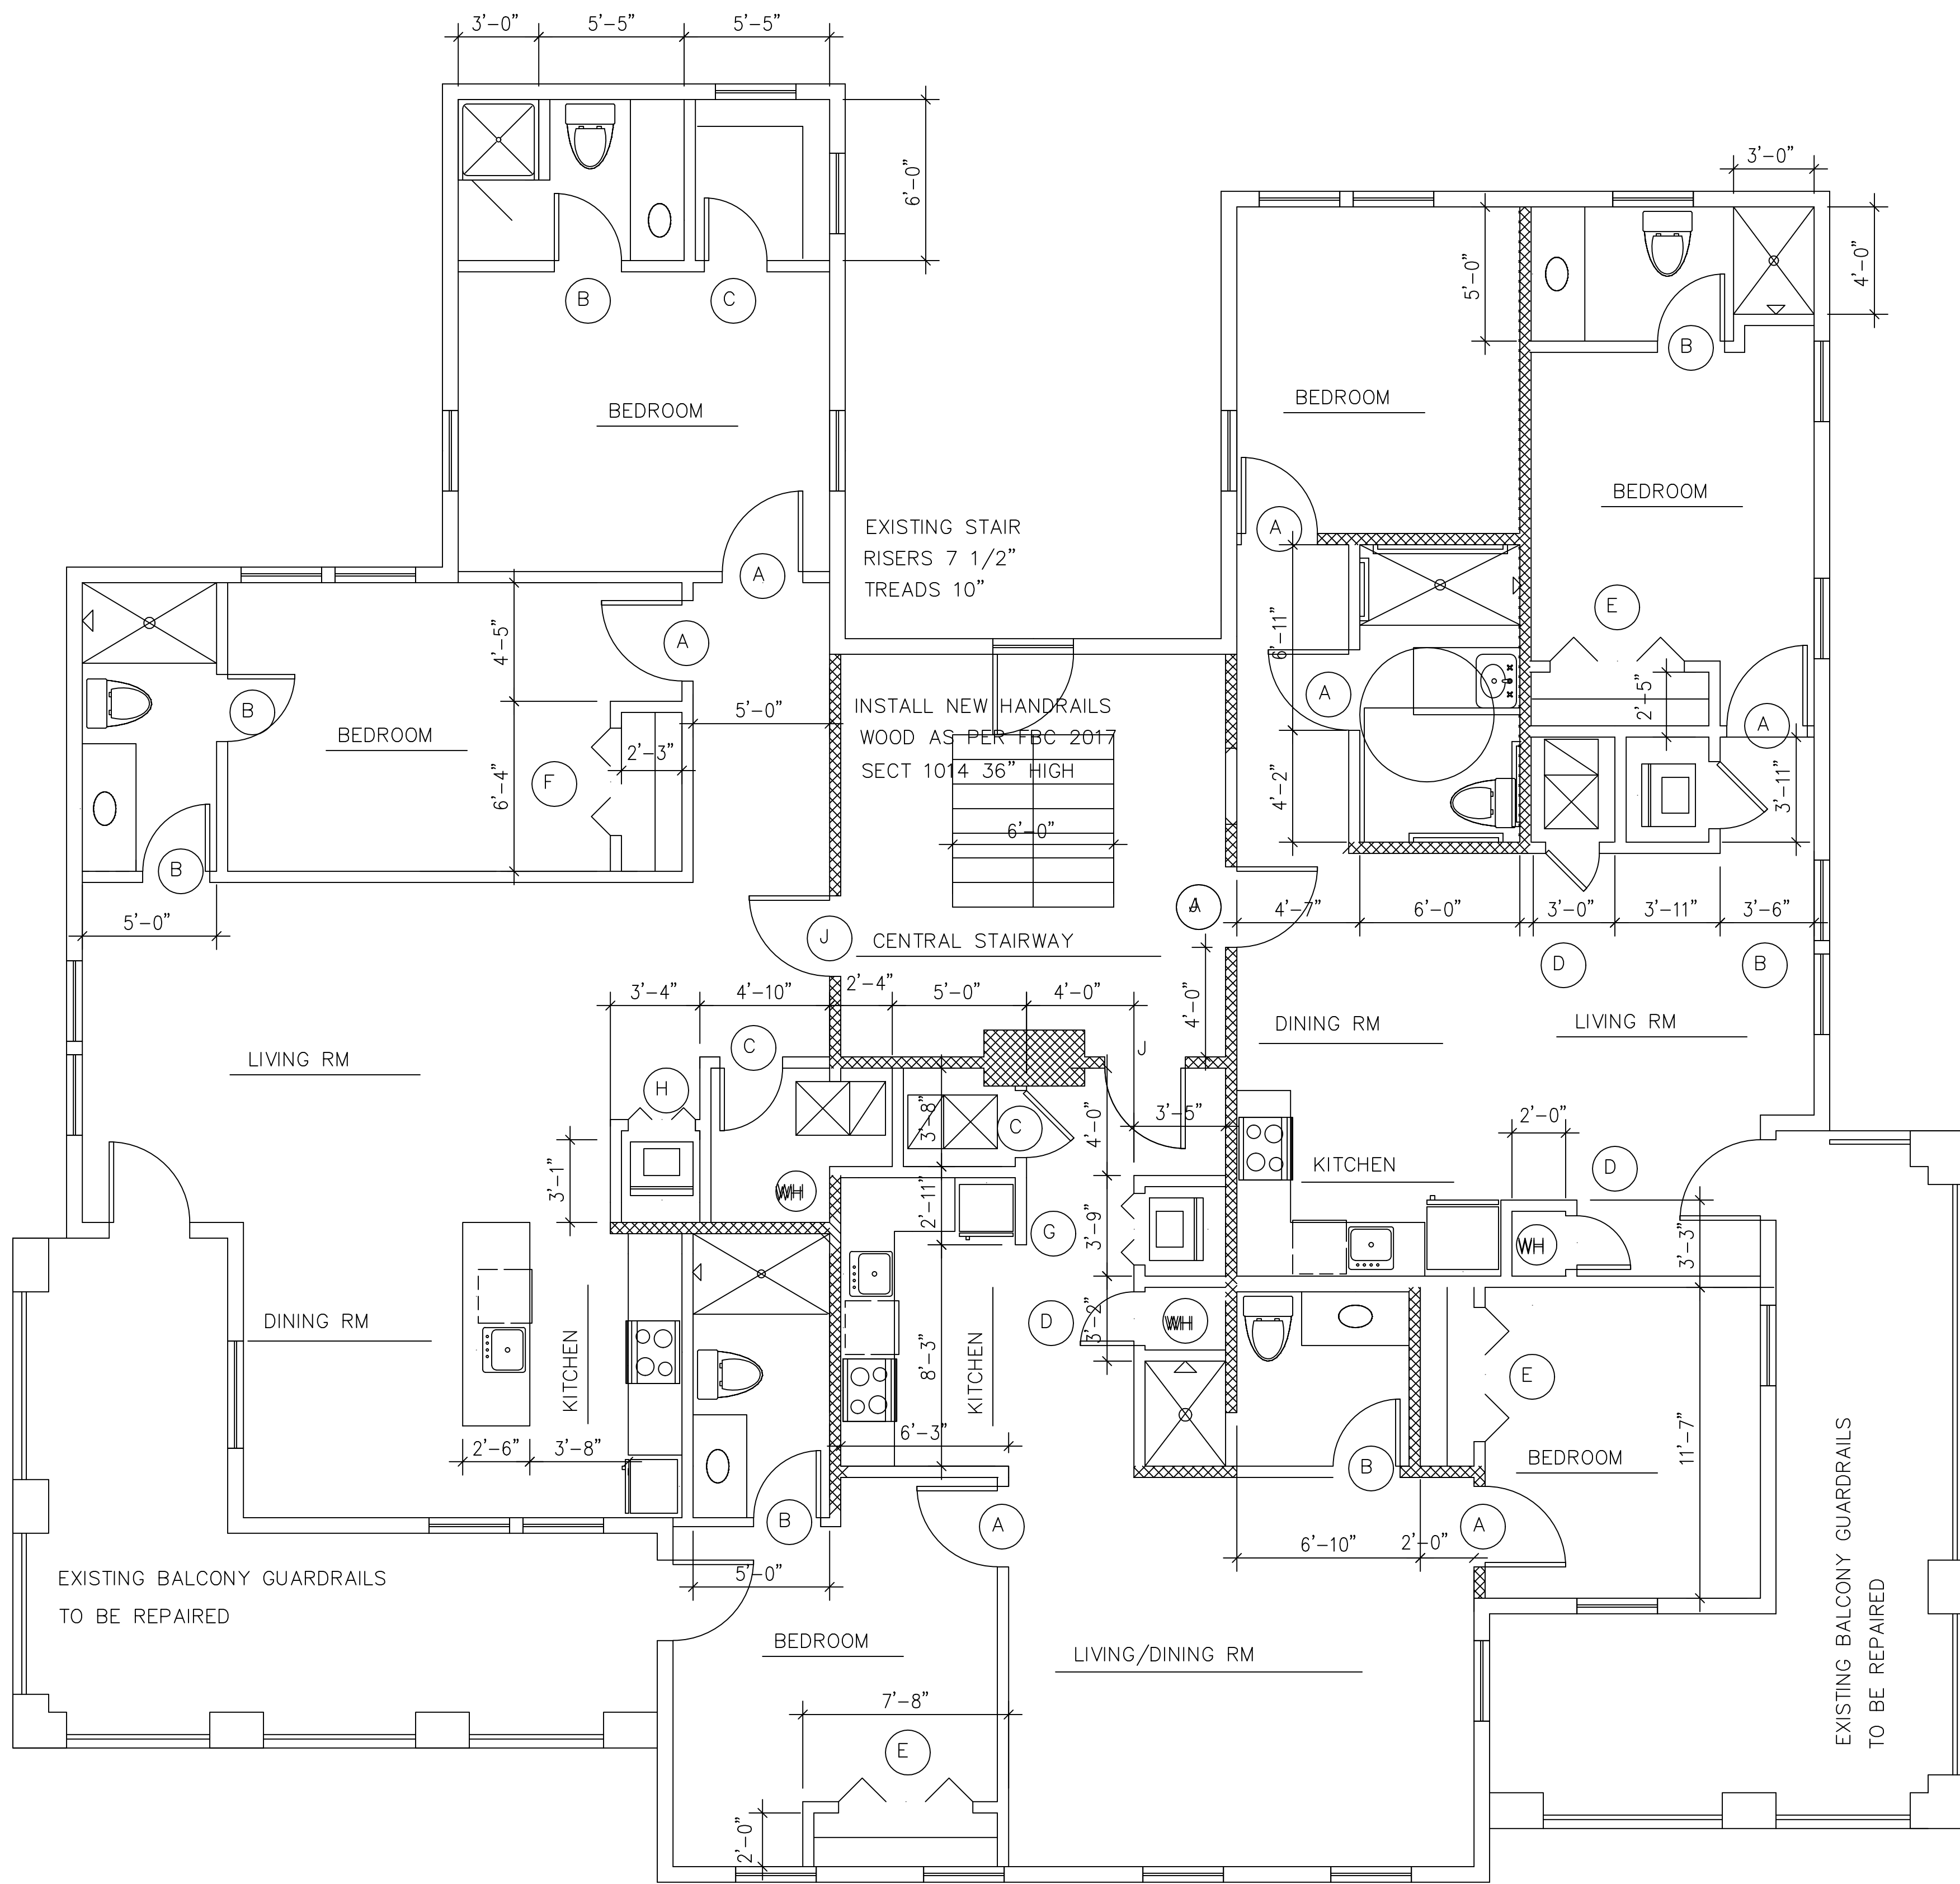 3'-0" 5'-5" 5'-5"
6'-0"
3'-0"
4'-0"
5'-0"
B C
B
BEDROOM
BEDROOM
BEDROOM
EXISTING STAIR
RISERS 7 1/2"
TREADS 10"
A
A
A
E
4'-5"
6'-11"
A
B
5'-0"
INSTALL NEW HANDRAILS
WOOD AS PER FBC 2017
SECT 1014 36" HIGH
A
2'-5"
A
BEDROOM
2'-3"
F
6'-4"
4'-2"
3'-11"
6'-0"
B
5'-0"
J
CENTRAL STAIRWAY
4'-7" 6'-0" 3'-0" 3'-11" 3'-6"
D
B
3'-4" 4'-10" 2'-4" 5'-0" 4'-0"
4'-0"
DINING RM
LIVING RM
LIVING RM
C
J
H
3'-8"
C
4'-0"
3'-5"
2'-0"
3'-1"
KITCHEN
D
WH
2'-11"
G
3'-9"
WH
3'-3"
DINING RM
KITCHEN
8'-3"
KITCHEN
D
3'-2"
WH
E
2'-6" 3'-8"
6'-3"
B
BEDROOM
11'-7"
B
A
A
6'-10" 2'-0"
5'-0"
EXISTING BALCONY GUARDRAILS
TO BE REPAIRED
BEDROOM
LIVING/DINING RM
EXISTING BALCONY GUARDRAILS
TO BE REPAIRED
7'-8"
E
2'-0"